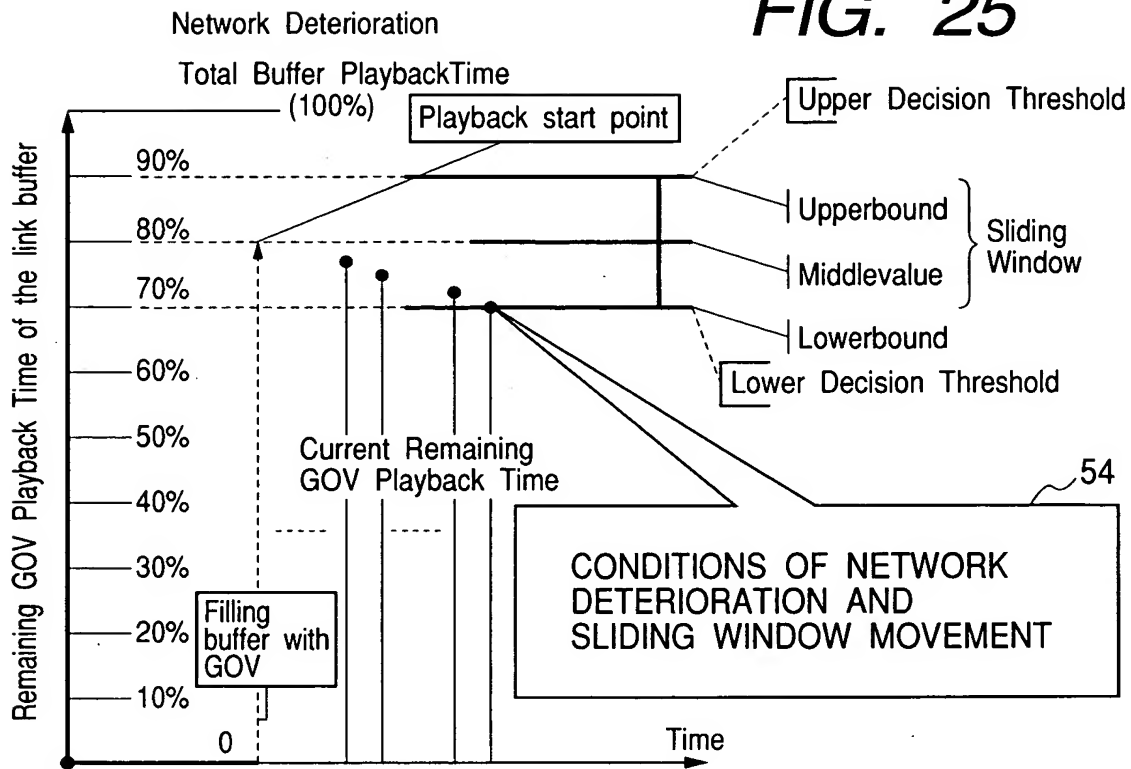 FIG. 25
Network Deterioration
Total Buffer PlaybackTime
(100%)
Playback start point
Upper Decision Threshold
90%
Upperbound
80%
Sliding
Window
Middlevalue
70%
Lowerbound
60%
Lower Decision Threshold
50%
Current Remaining
GOV Playback Time
40%
54
30%
CONDITIONS OF NETWORK
DETERIORATION AND
SLIDING WINDOW MOVEMENT
Filling
buffer with
GOV
20%
10%
0
Time
Remaining GOV Playback Time of the link buffer